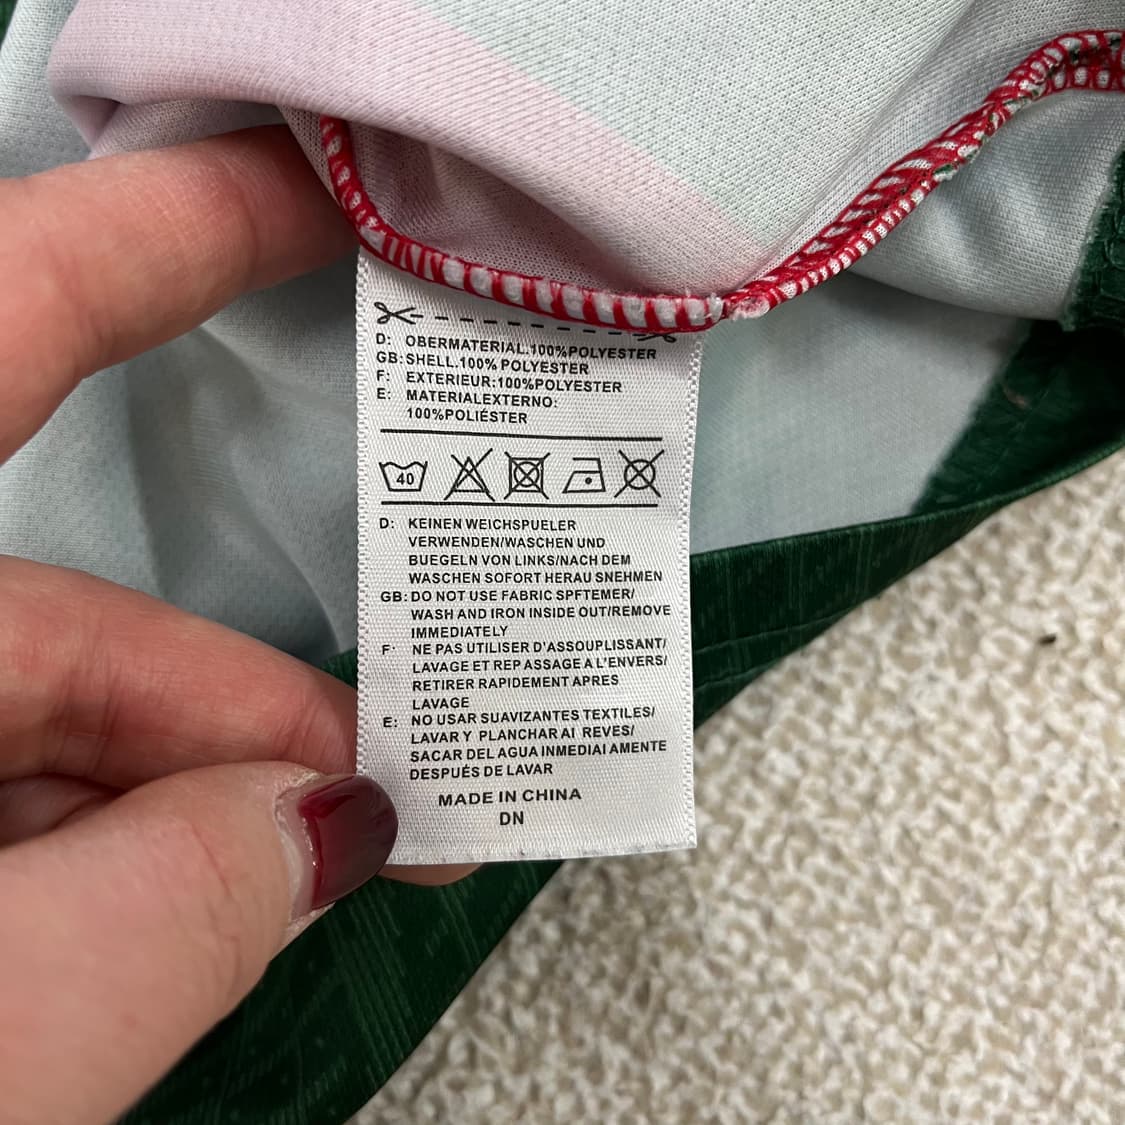 D: OBERMATERIAL.100%POLYESTER
GB:SHELL.100% POLYESTER
F: EXTERIEUR:100%POLYESTER
E: MATERIALEXTERNO:
100%POLIÉSTER
40
D: KEINEN WEICHSPUELER
VERWENDEN/WASCHEN UND
BUEGELN VON LINKS/NACH DEM
WASCHEN SOFORT HERAU SNEHMEN
GB: DO NOT USE FABRIC SPFTEMER/
WASH AND IRON INSIDE OUT/REMOVE
IMMEDIATELY
F: NE PAS UTILISER D'ASSOUPLISSANT/
LAVAGE ET REP ASSAGE A L'ENVERS/
RETIRER RAPIDEMENT APRES
LAVAGE
E: NO USAR SUAVIZANTES TEXTILES/
LAVAR Y PLANCHAR AI REVES/
SACAR DEL AGUA INMEDIAI AMENTE
DESPUÉS DE LAVAR
MADE IN CHINA
DN